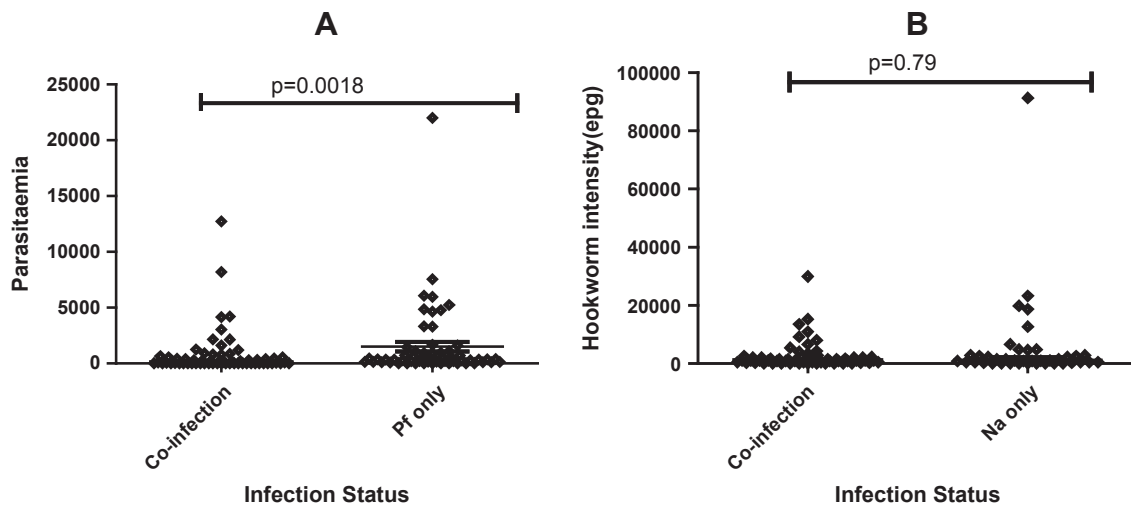 A
p=0.0018
25000
20000
15000
10000
5000
0
Parasitaemia
Co-infection
Pf only
Infection Status
B
p=0.79
100000
80000
60000
40000
20000
0
Hookworm intensity(epg)
Co-infection
Na only
Infection Status